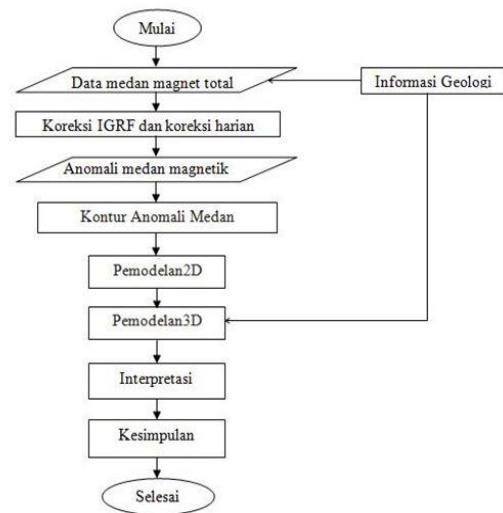 Mulai
Data medan magnet total
Informasi Geologi
Koreksi IGRF dan koreksi harian
Anomali medan magnetik
Kontur Anomali Medan
Pemodelan2D
Pemodelan3D
Interpretasi
Kesimpulan
Selesai